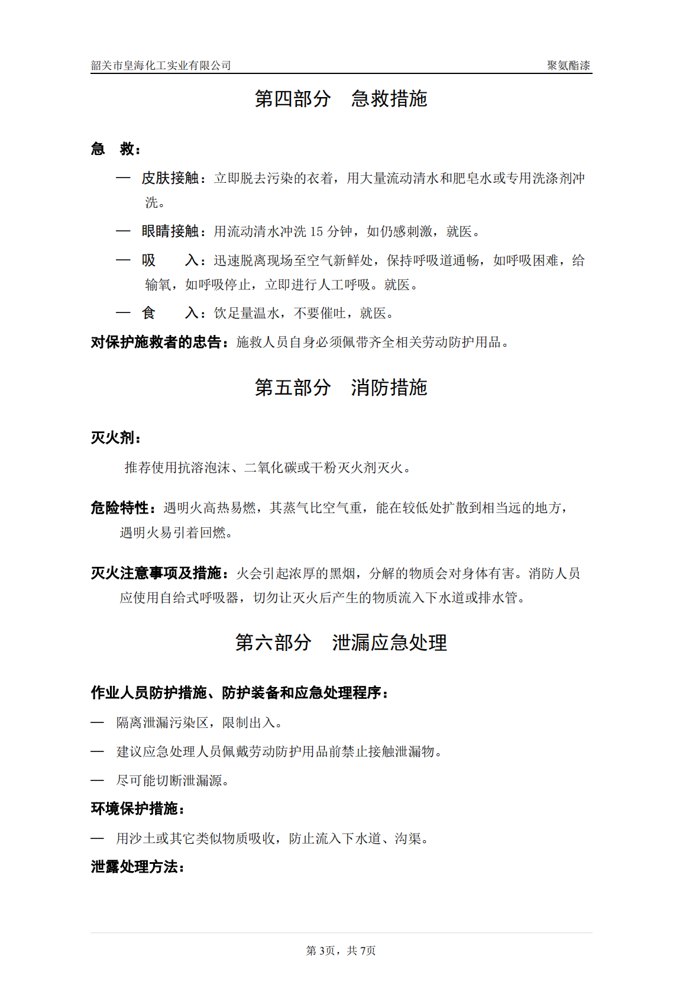 韶关市皇海化工实业有限公司 聚氨酯漆
第四部分 急救措施
急 救：
— 皮肤接触：立即脱去污染的衣着，用大量流动清水和肥皂水或专用洗涤剂冲
洗。
— 眼睛接触：用流动清水冲洗 15 分钟，如仍感刺激，就医。
— 吸 入：迅速脱离现场至空气新鲜处，保持呼吸道通畅，如呼吸困难，给
输氧，如呼吸停止，立即进行人工呼吸。就医。
— 食 入：饮足量温水，不要催吐，就医。
对保护施救者的忠告：施救人员自身必须佩带齐全相关劳动防护用品。
第五部分 消防措施
灭火剂：
推荐使用抗溶泡沫、二氧化碳或干粉灭火剂灭火。
危险特性：遇明火高热易燃，其蒸气比空气重，能在较低处扩散到相当远的地方，
遇明火易引着回燃。
灭火注意事项及措施：火会引起浓厚的黑烟，分解的物质会对身体有害。消防人员
应使用自给式呼吸器，切勿让灭火后产生的物质流入下水道或排水管。
第六部分 泄漏应急处理
作业人员防护措施、防护装备和应急处理程序：
— 隔离泄漏污染区，限制出入。
— 建议应急处理人员佩戴劳动防护用品前禁止接触泄漏物。
— 尽可能切断泄漏源。
环境保护措施：
— 用沙土或其它类似物质吸收，防止流入下水道、沟渠。
泄露处理方法：
第 3页，共 7页